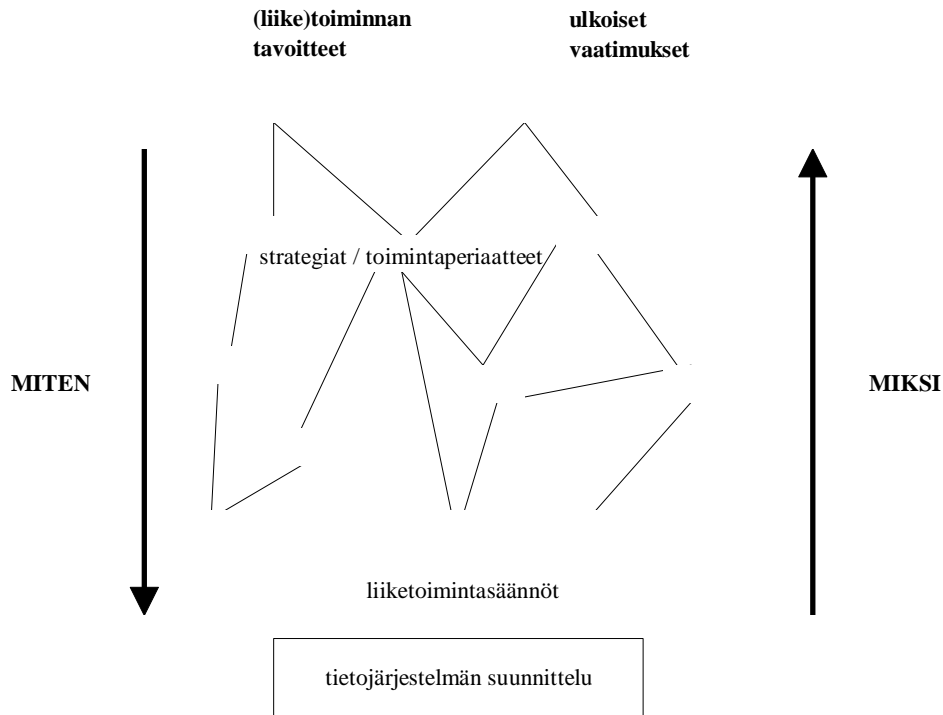 (liike)toiminnan
tavoitteet
ulkoiset
vaatimukset
strategiat / toimintaperiaatteet
MITEN
MIKSI
liiketoimintasäännöt
tietojärjestelmän suunnittelu